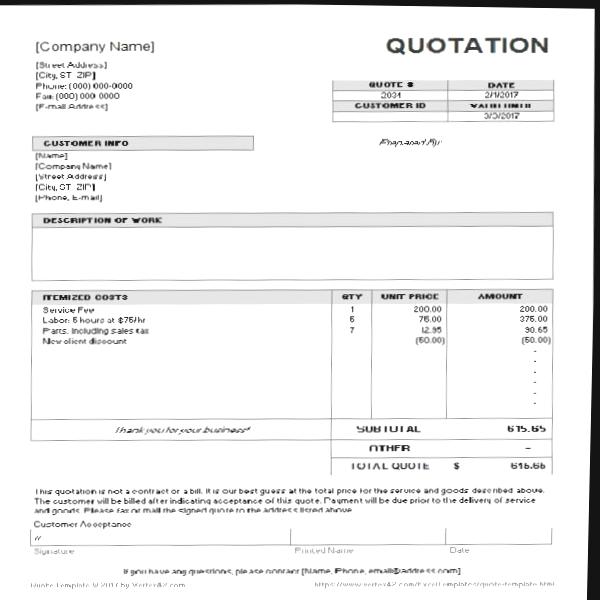 [Company Name]
QUOTATION
[Street Address]
[City, ST ZIP]
Phone: (000) 000-0000
Fax: (000) 000-0000
[E-mail Address]
QUOTE # DATE
2034 2/1/2017
CUSTOMER ID VALID UNTIL
3/3/2017
CUSTOMER INFO
Prepared By:
[Name]
[Company Name]
[Street Address]
[City, ST ZIP]
[Phone, E-mail]
DESCRIPTION OF WORK
ITEMIZED COSTS QTY UNIT PRICE AMOUNT
Service Fee 1 200.00 200.00
Labor: 5 hours at $75/hr 5 75.00 375.00
Parts, including sales tax 7 12.95 90.65
New client discount (50.00) (50.00)
-
-
-
-
-
-
Thank you for your business! SUBTOTAL 615.65
OTHER -
TOTAL QUOTE $ 615.65
This quotation is not a contract or a bill. It is our best guess at the total price for the service and goods described above.
The customer will be billed after indicating acceptance of this quote. Payment will be due prior to the delivery of service
and goods. Please fax or mail the signed quote to the address listed above.
Customer Acceptance
Signature Printed Name Date
If you have any questions, please contact [Name, Phone, email@address.com]
Quote Template © 2017 by Vertex42.com https://www.vertex42.com/ExcelTemplates/quote-template.html